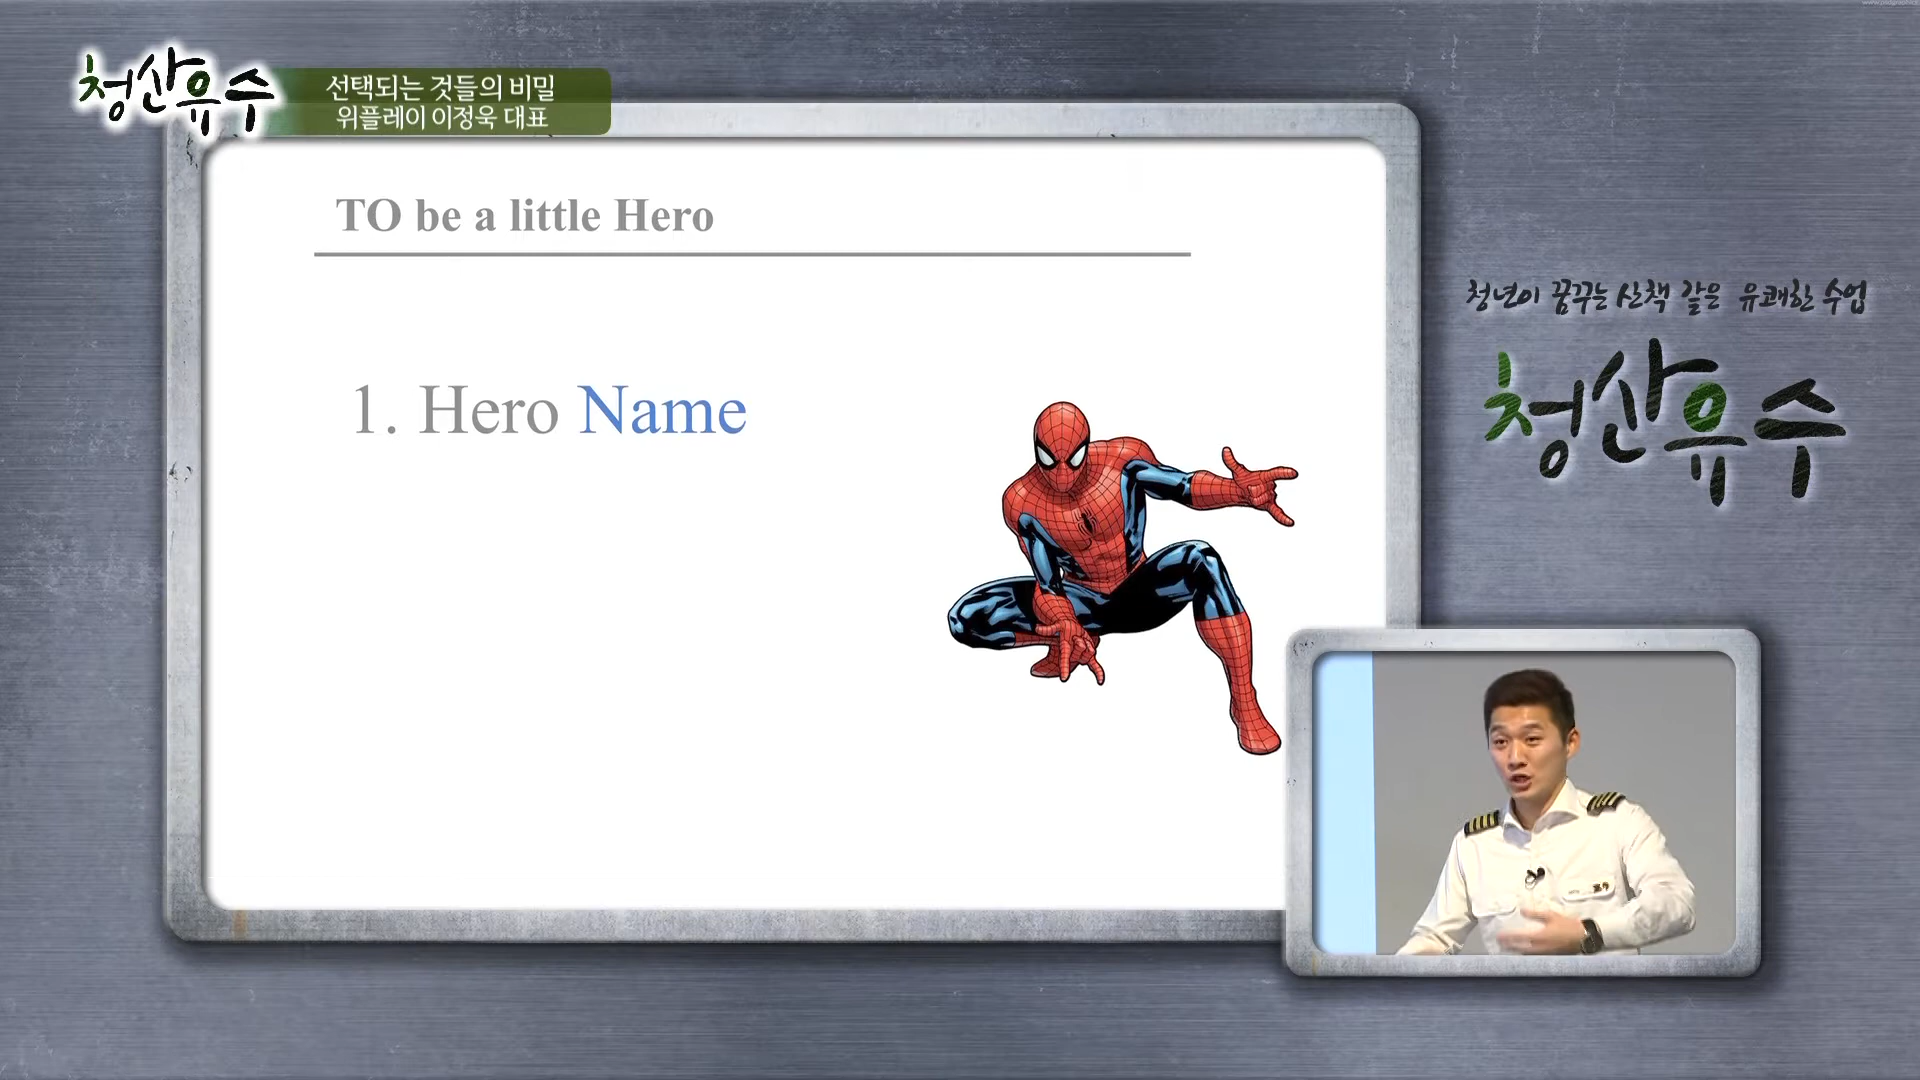 청산유수
선택되는 것들의 비밀
위플레이 이정욱 대표
TO be a little Hero
1. Hero Name
청년이 꿈꾸는 산책 같은 유쾌한 수업
청산유수